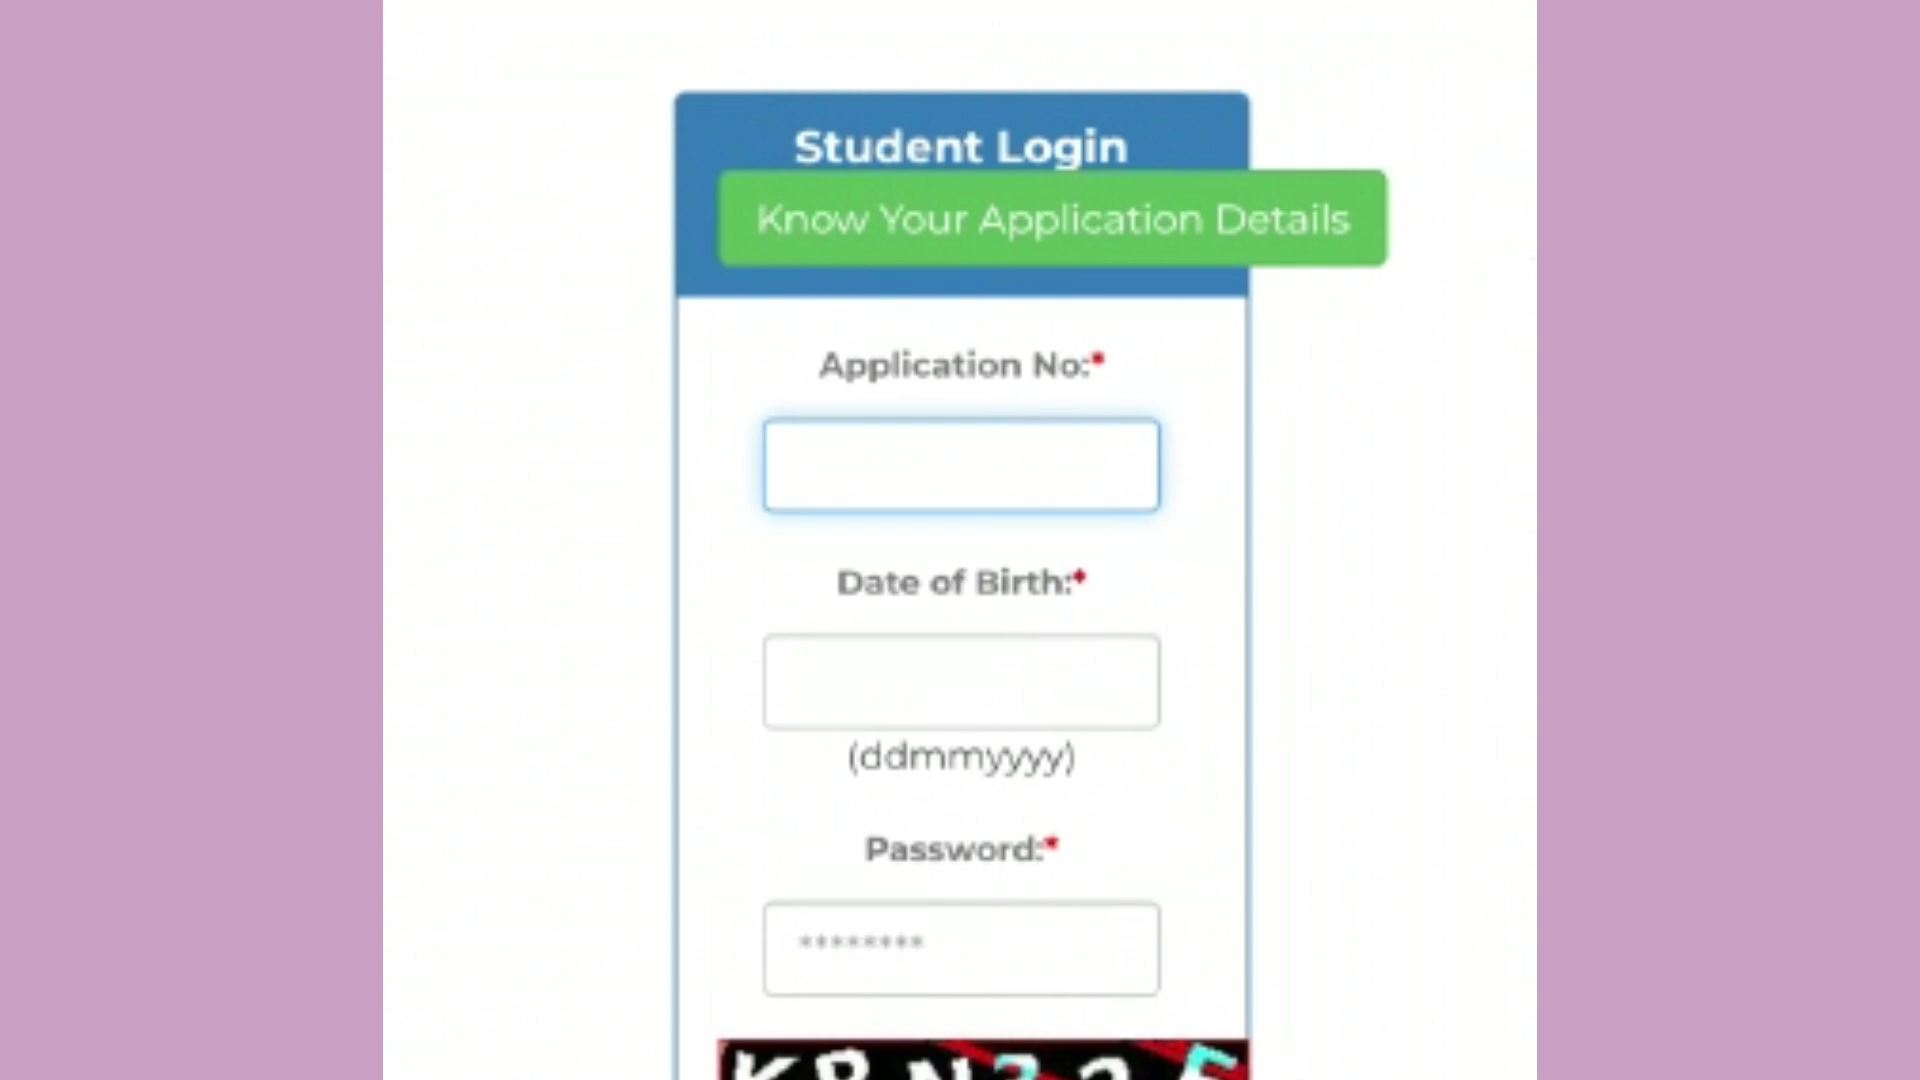 Student Login
Know Your Application Details
Application No:*
Date of Birth:*
(ddmmyyyy)
Password:*
********